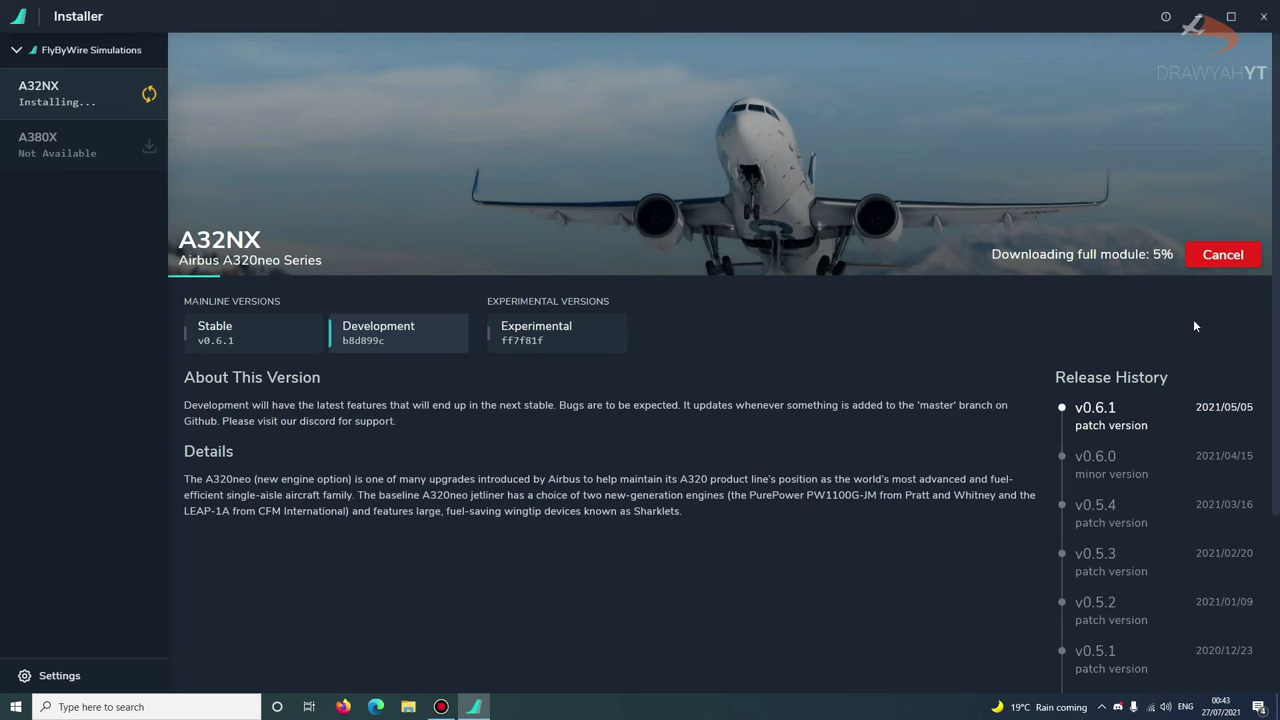 Installer
DRAWYAHYT
FlyByWire Simulations
A32NX
Installing...
A380X
Not Available
A32NX
Airbus A320neo Series
Downloading full module: 5%
Cancel
MAINLINE VERSIONS
EXPERIMENTAL VERSIONS
Stable
v0.6.1
Development
b8d899c
Experimental
ff7f81f
About This Version
Development will have the latest features that will end up in the next stable. Bugs are to be expected. It updates whenever something is added to the 'master' branch on
Github. Please visit our discord for support.
Details
The A320neo (new engine option) is one of many upgrades introduced by Airbus to help maintain its A320 product line's position as the world's most advanced and fuel-
efficient single-aisle aircraft family. The baseline A320neo jetliner has a choice of two new-generation engines (the PurePower PW1100G-JM from Pratt and Whitney and the
LEAP-1A from CFM International) and features large, fuel-saving wingtip devices known as Sharklets.
Release History
v0.6.1 2021/05/05
patch version
v0.6.0 2021/04/15
minor version
v0.5.4 2021/03/16
patch version
v0.5.3 2021/02/20
patch version
v0.5.2 2021/01/09
patch version
v0.5.1 2020/12/23
patch version
Settings
Type here to search
19°C Rain coming
ENG
00:43
27/07/2021
4